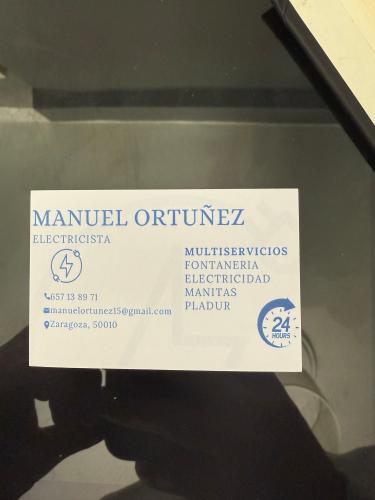 MANUEL ORTUÑEZ
ELECTRICISTA
657 13 89 71
manuelortunez15@gmail.com
Zaragoza, 50010
MULTISERVICIOS
FONTANERIA
ELECTRICIDAD
MANITAS
PLADUR
24
HOURS